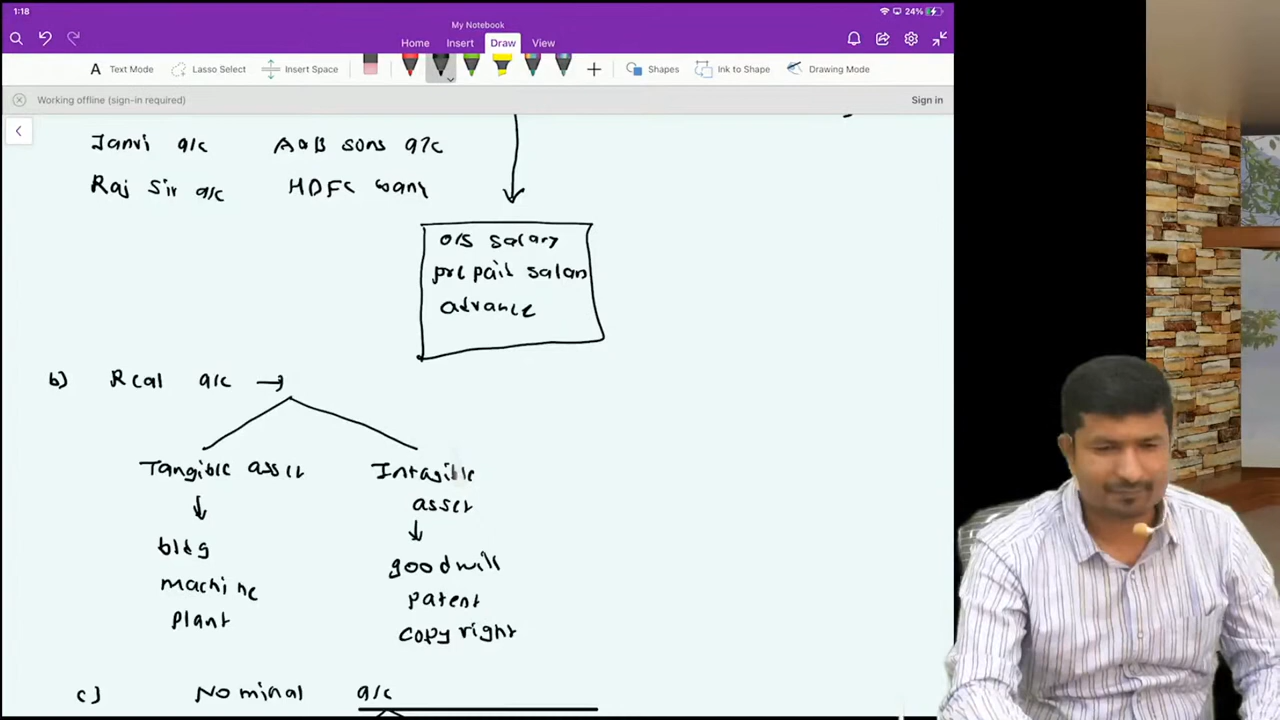 1:18
24%
My Notebook
Home Insert Draw View
Text Mode Lasso Select Insert Space Shapes Ink to Shape Drawing Mode
Working offline (sign-in required) Sign in
Janvi a/c A&B sons a/c
Raj Sir a/c HDFC bank
o/s salary
pre paid salary
advance
b) Real a/c →
Tangible asset Intagible
asset
bldg goodwill
machine patent
plant copy right
c) Nominal a/c